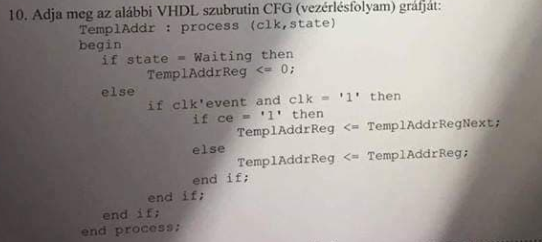 10. Adja meg az alábbi VHDL szubrutin CFG (vezérlésfolyam) gráfját:
TemplAddr : process (clk,state)
begin
if state = Waiting then
TemplAddrReg <= 0;
else
if clk'event and clk = '1' then
if ce = '1' then
TemplAddrReg <= TemplAddrRegNext;
else
TemplAddrReg <= TemplAddrReg;
end if;
end if;
end if;
end process;